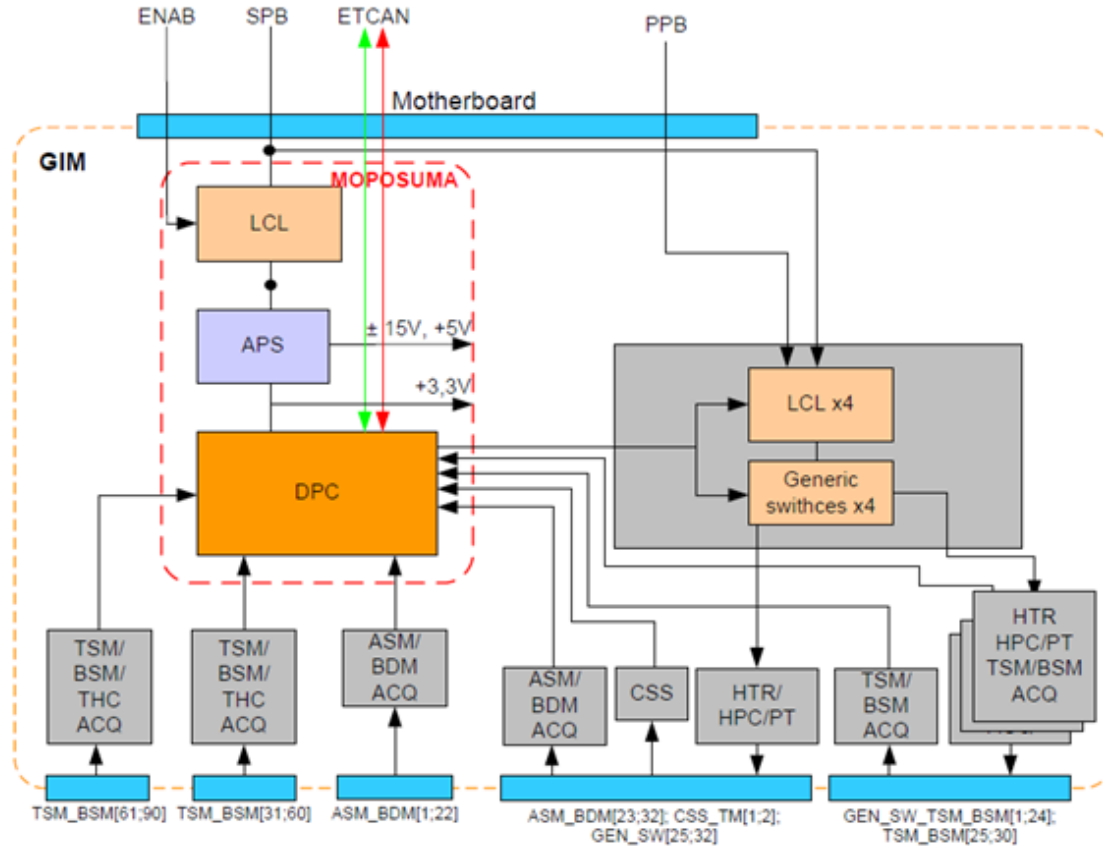 ENAB
SPB
ETCAN
PPB
Motherboard
GIM
MOPOSUMA
LCL
APS
± 15V, +5V
+3,3V
LCL x4
DPC
Generic
swithces x4
TSM/
BSM/
THC
ACQ
TSM/
BSM/
THC
ACQ
ASM/
BDM
ACQ
ASM/
BDM
ACQ
CSS
HTR/
HPC/PT
TSM/
BSM
ACQ
HTR
HPC/PT
TSM/BSM
ACQ
TSM_BSM[61;90]
TSM_BSM[31;60]
ASM_BDM[1;22]
ASM_BDM[23;32]; CSS_TM[1;2];
GEN_SW[25;32]
GEN_SW_TSM_BSM[1;24];
TSM_BSM[25;30]